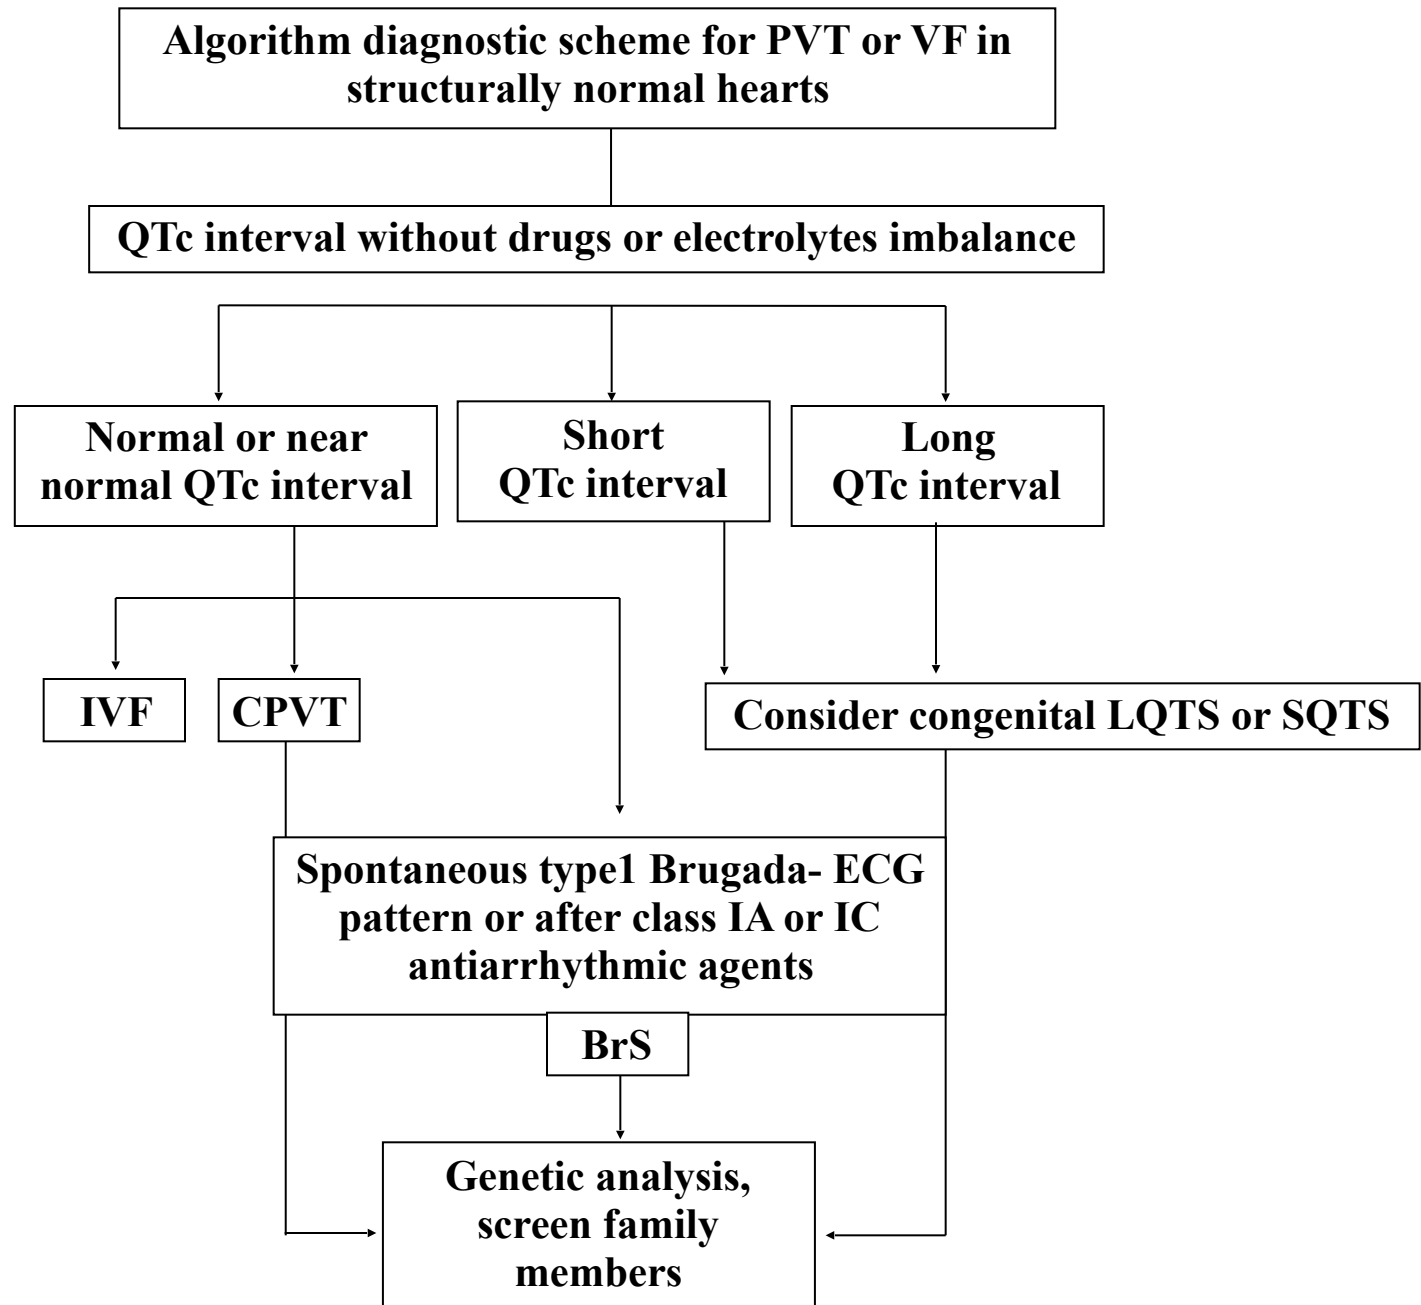 Algorithm diagnostic scheme for PVT or VF in
structurally normal hearts
QTc interval without drugs or electrolytes imbalance
Normal or near
normal QTc interval
Short
QTc interval
Long
QTc interval
IVF
CPVT
Consider congenital LQTS or SQTS
Spontaneous type1 Brugada- ECG
pattern or after class IA or IC
antiarrhythmic agents
BrS
Genetic analysis,
screen family
members